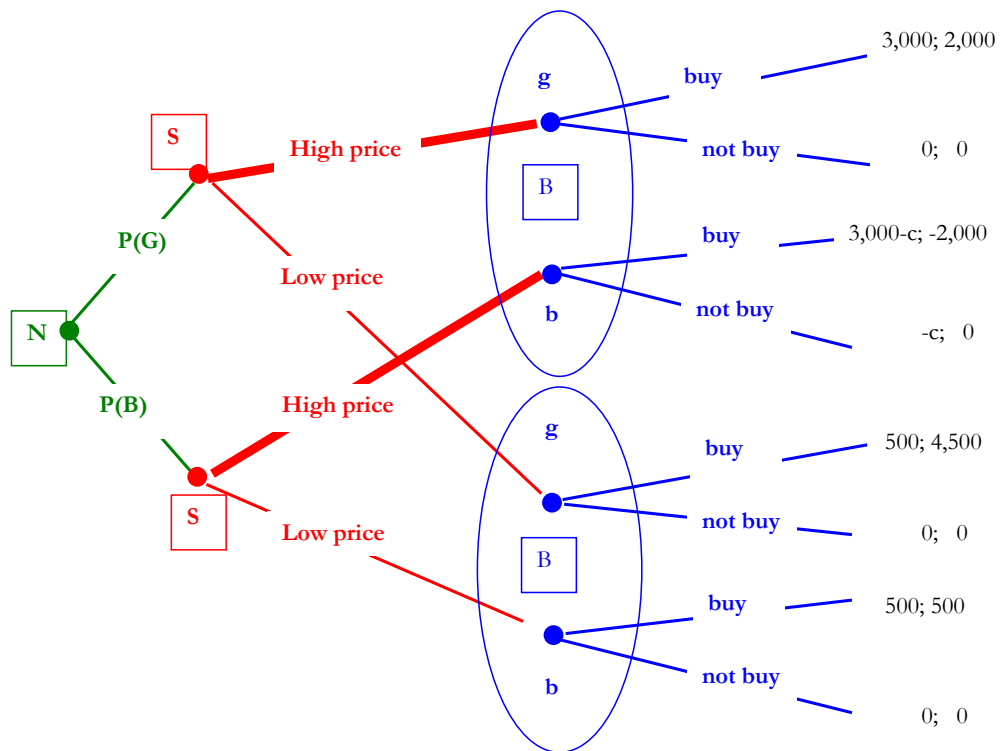 3,000; 2,000
g
buy
S
High price
not buy
0; 0
B
P(G)
buy
3,000-c; -2,000
Low price
not buy
b
N
-c; 0
P(B)
High price
g
buy
500; 4,500
S
not buy
Low price
0; 0
B
buy
500; 500
not buy
b
0; 0